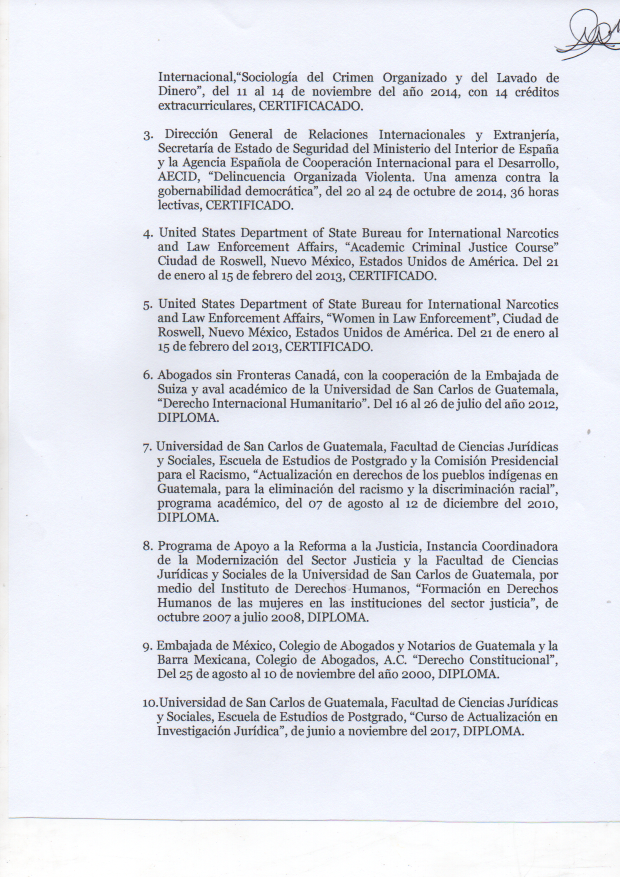 Internacional,“Sociología del Crimen Organizado y del Lavado de
Dinero”, del 11 al 14 de noviembre del año 2014, con 14 créditos
extracurriculares, CERTIFICACADO.
3. Dirección General de Relaciones Internacionales y Extranjería,
Secretaría de Estado de Seguridad del Ministerio del Interior de España
y la Agencia Española de Cooperación Internacional para el Desarrollo,
AECID, “Delincuencia Organizada Violenta. Una amenza contra la
gobernabilidad democrática”, del 20 al 24 de octubre de 2014, 36 horas
lectivas, CERTIFICADO.
4. United States Department of State Bureau for International Narcotics
and Law Enforcement Affairs, “Academic Criminal Justice Course”
Ciudad de Roswell, Nuevo México, Estados Unidos de América. Del 21
de enero al 15 de febrero del 2013, CERTIFICADO.
5. United States Department of State Bureau for International Narcotics
and Law Enforcement Affairs, “Women in Law Enforcement”, Ciudad de
Roswell, Nuevo México, Estados Unidos de América. Del 21 de enero al
15 de febrero del 2013, CERTIFICADO.
6. Abogados sin Fronteras Canadá, con la cooperación de la Embajada de
Suiza y aval académico de la Universidad de San Carlos de Guatemala,
“Derecho Internacional Humanitario”. Del 16 al 26 de julio del año 2012,
DIPLOMA.
7. Universidad de San Carlos de Guatemala, Facultad de Ciencias Jurídicas
y Sociales, Escuela de Estudios de Postgrado y la Comisión Presidencial
para el Racismo, “Actualización en derechos de los pueblos indígenas en
Guatemala, para la eliminación del racismo y la discriminación racial”,
programa académico, del 07 de agosto al 12 de diciembre del 2010,
DIPLOMA.
8. Programa de Apoyo a la Reforma a la Justicia, Instancia Coordinadora
de la Modernización del Sector Justicia y la Facultad de Ciencias
Jurídicas y Sociales de la Universidad de San Carlos de Guatemala, por
medio del Instituto de Derechos Humanos, “Formación en Derechos
Humanos de las mujeres en las instituciones del sector justicia”, de
octubre 2007 a julio 2008, DIPLOMA.
9. Embajada de México, Colegio de Abogados y Notarios de Guatemala y la
Barra Mexicana, Colegio de Abogados, A.C. “Derecho Constitucional”,
Del 25 de agosto al 10 de noviembre del año 2000, DIPLOMA.
10.Universidad de San Carlos de Guatemala, Facultad de Ciencias Jurídicas
y Sociales, Escuela de Estudios de Postgrado, “Curso de Actualización en
Investigación Jurídica”, de junio a noviembre del 2017, DIPLOMA.